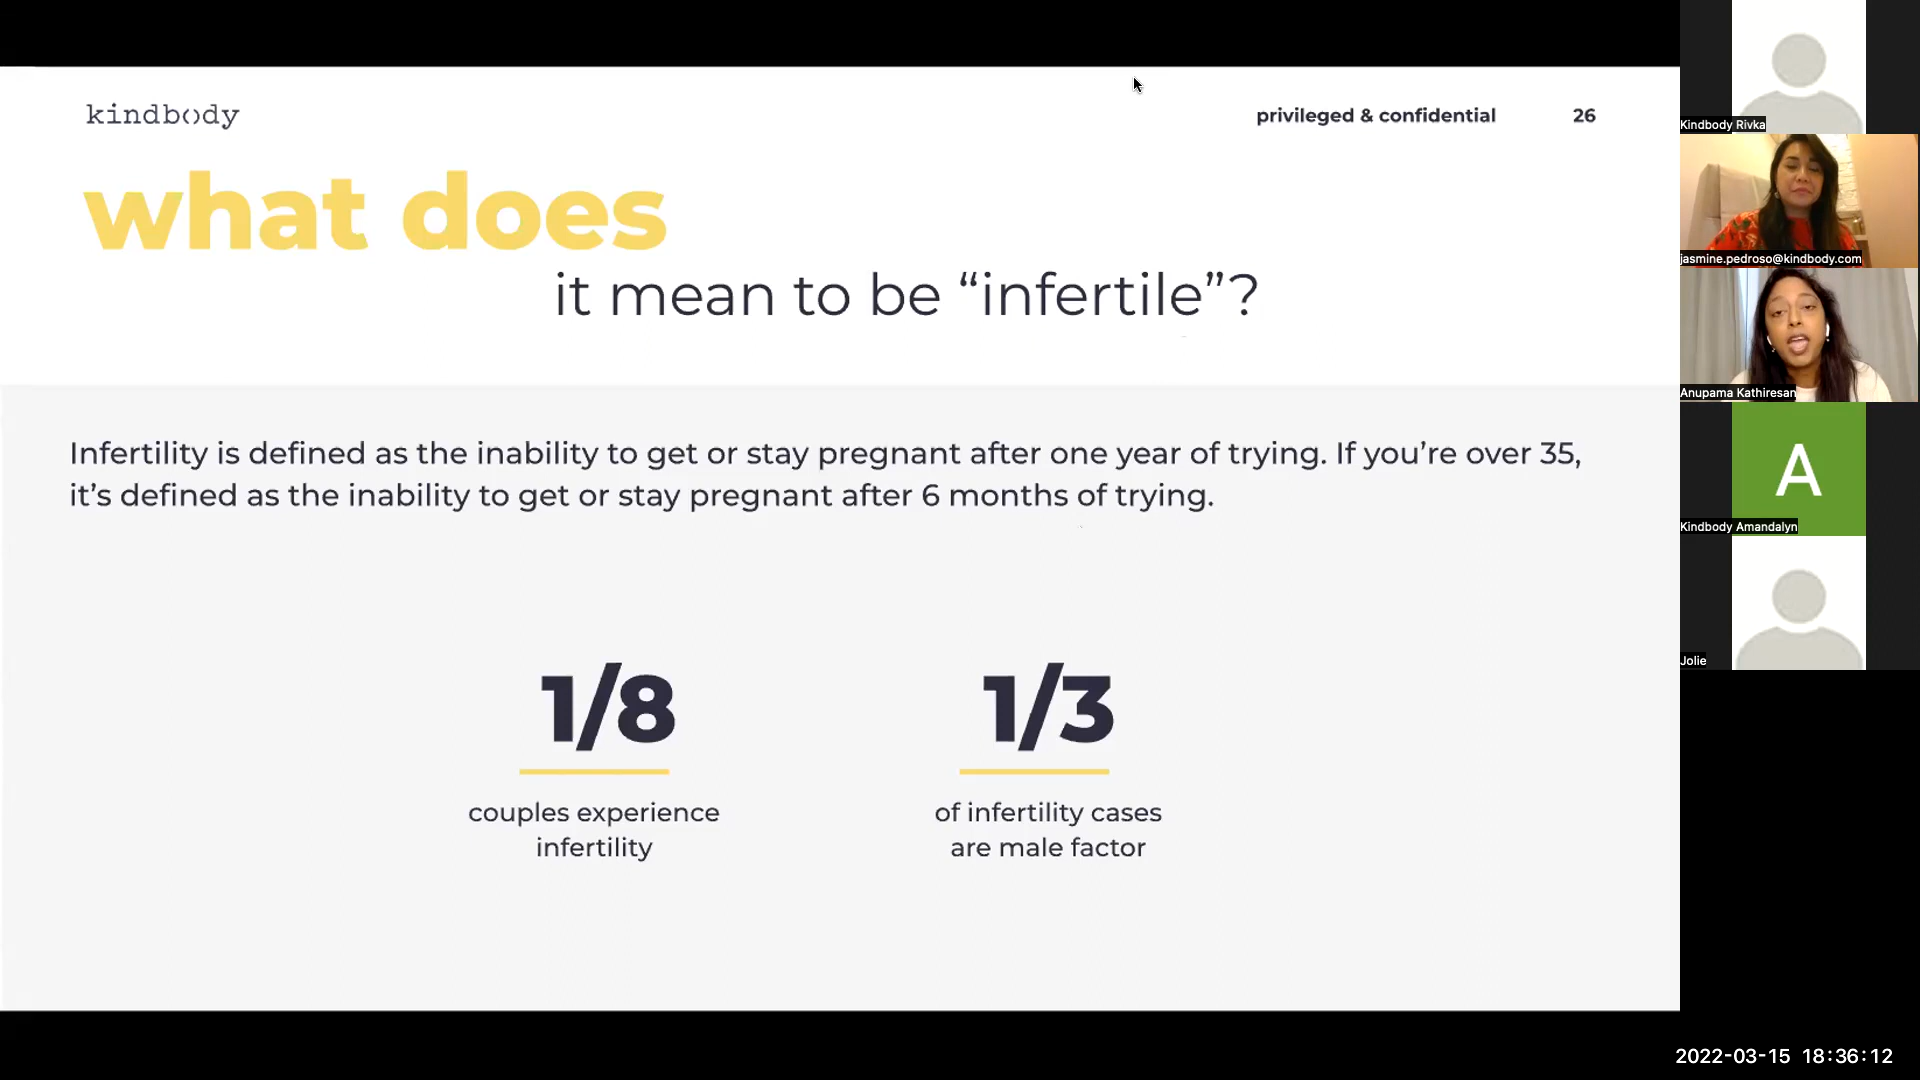 kindbody
privileged & confidential
26
what does
it mean to be “infertile”?
Infertility is defined as the inability to get or stay pregnant after one year of trying. If you’re over 35,
it’s defined as the inability to get or stay pregnant after 6 months of trying.
1/8
couples experience
infertility
1/3
of infertility cases
are male factor
Kindbody Rivka
jasmine.pedroso@kindbody.com
Anupama Kathiresan
A
Kindbody Amandalyn
Jolie
2022-03-15 18:36:12